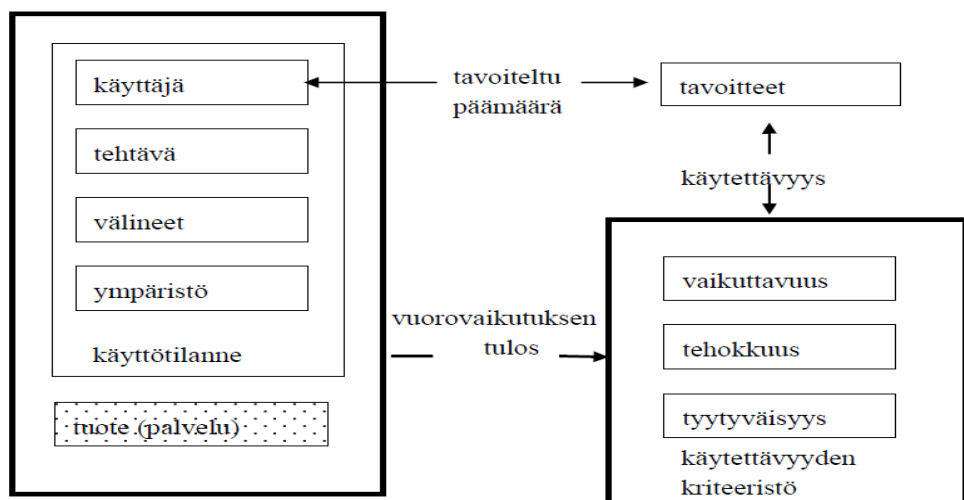 käyttäjä
tehtävä
välineet
ympäristö
käyttötilanne
tuote (palvelu)
tavoiteltu
päämäärä
vuorovaikutuksen
tulos
tavoitteet
käytettävyys
vaikuttavuus
tehokkuus
tyytyväisyys
käytettävyyden
kriteeristö